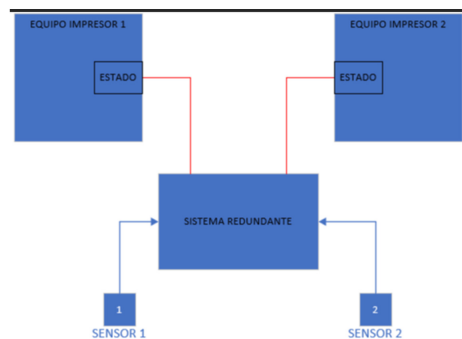 EQUIPO IMPRESOR 1
EQUIPO IMPRESOR 2
ESTADO
ESTADO
SISTEMA REDUNDANTE
1
2
SENSOR 1
SENSOR 2